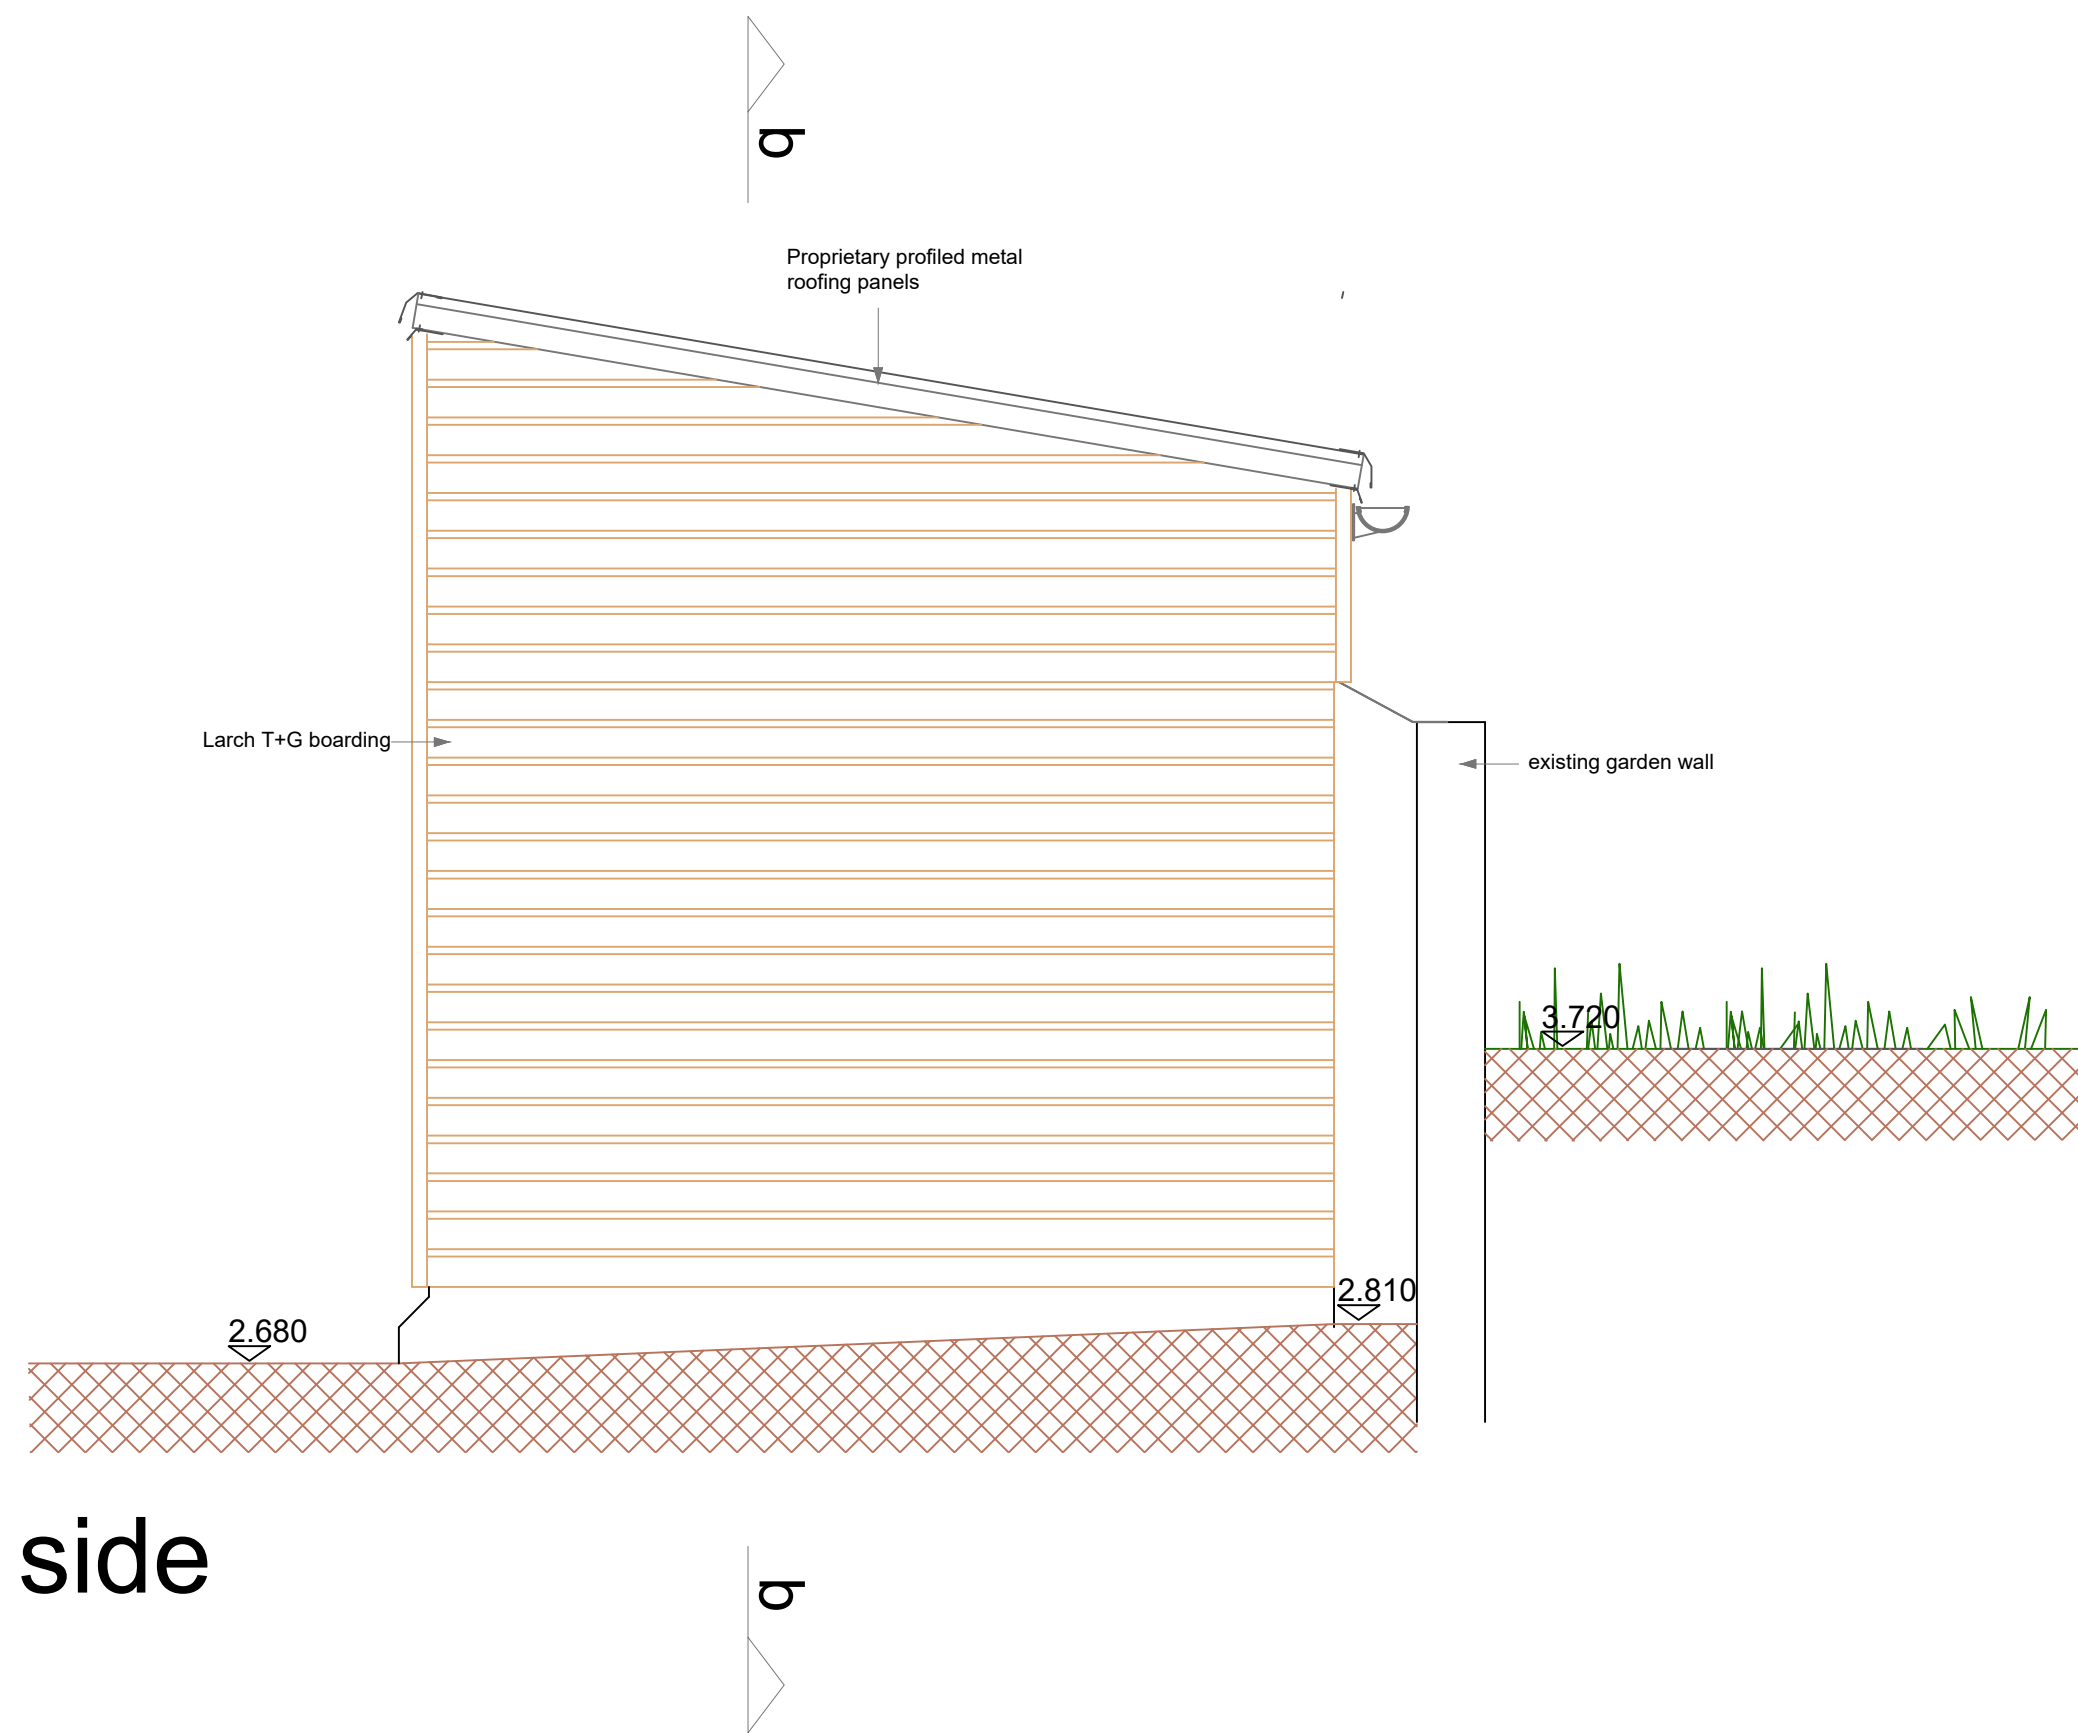 b
Proprietary profiled metal
roofing panels
Larch T+G boarding
existing garden wall
3.720
2.810
2.680
side
b